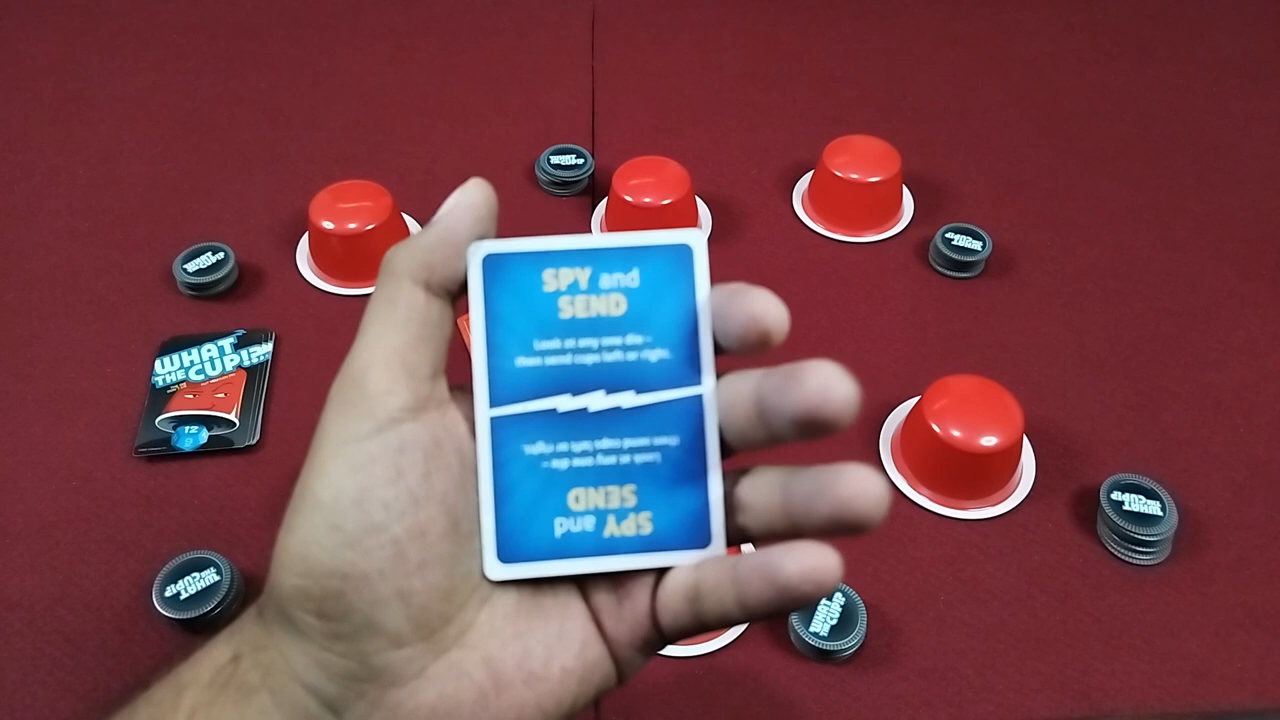 SPY and
SEND
Look at any one die –
then send cups left or right.
Look at any one die –
then send cups left or right.
SPY and
SEND
WHAT
THE CUP!?
12
WHAT
THE CUP!?
WHAT
THE CUP!?
WHAT
THE CUP!?
WHAT
THE CUP!?
WHAT
THE CUP!?
WHAT
THE CUP!?